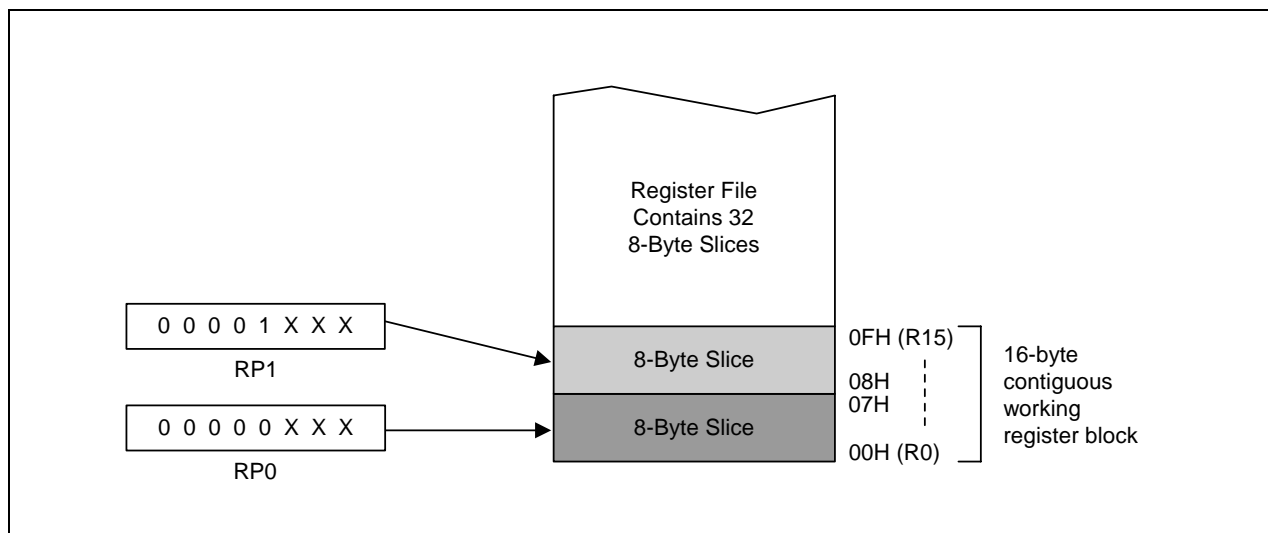 Register File
Contains 32
8-Byte Slices
0 0 0 0 1 X X X
RP1
8-Byte Slice
0FH (R15)
08H
16-byte
contiguous
working
register block
0 0 0 0 0 X X X
RP0
8-Byte Slice
07H
00H (R0)